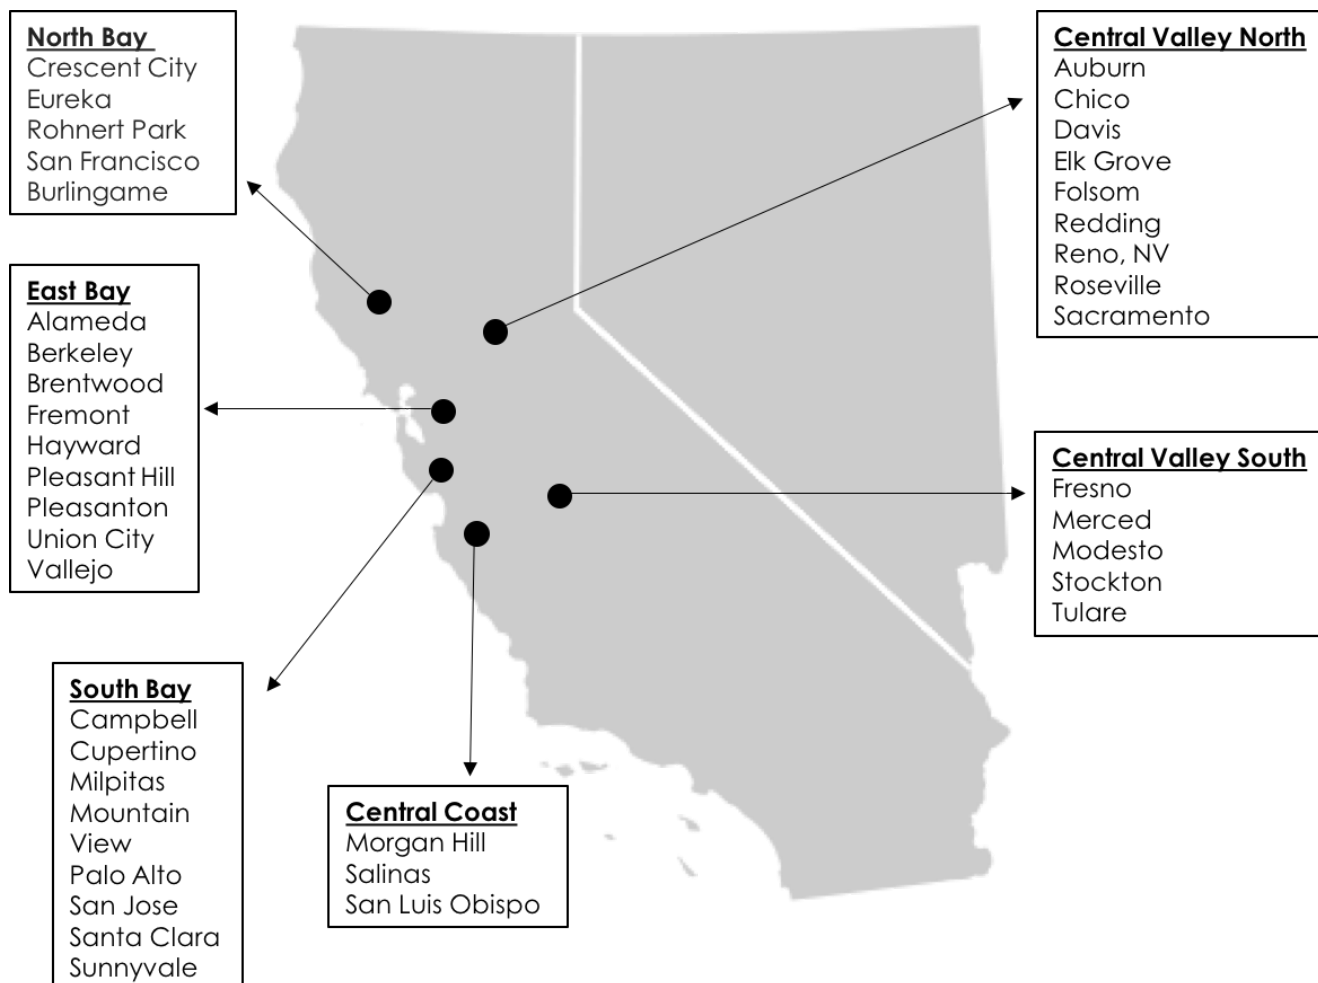 North Bay
Crescent City
Eureka
Rohnert Park
San Francisco
Burlingame
East Bay
Alameda
Berkeley
Brentwood
Fremont
Hayward
Pleasant Hill
Pleasanton
Union City
Vallejo
South Bay
Campbell
Cupertino
Milpitas
Mountain
View
Palo Alto
San Jose
Santa Clara
Sunnyvale
Central Coast
Morgan Hill
Salinas
San Luis Obispo
Central Valley North
Auburn
Chico
Davis
Elk Grove
Folsom
Redding
Reno, NV
Roseville
Sacramento
Central Valley South
Fresno
Merced
Modesto
Stockton
Tulare